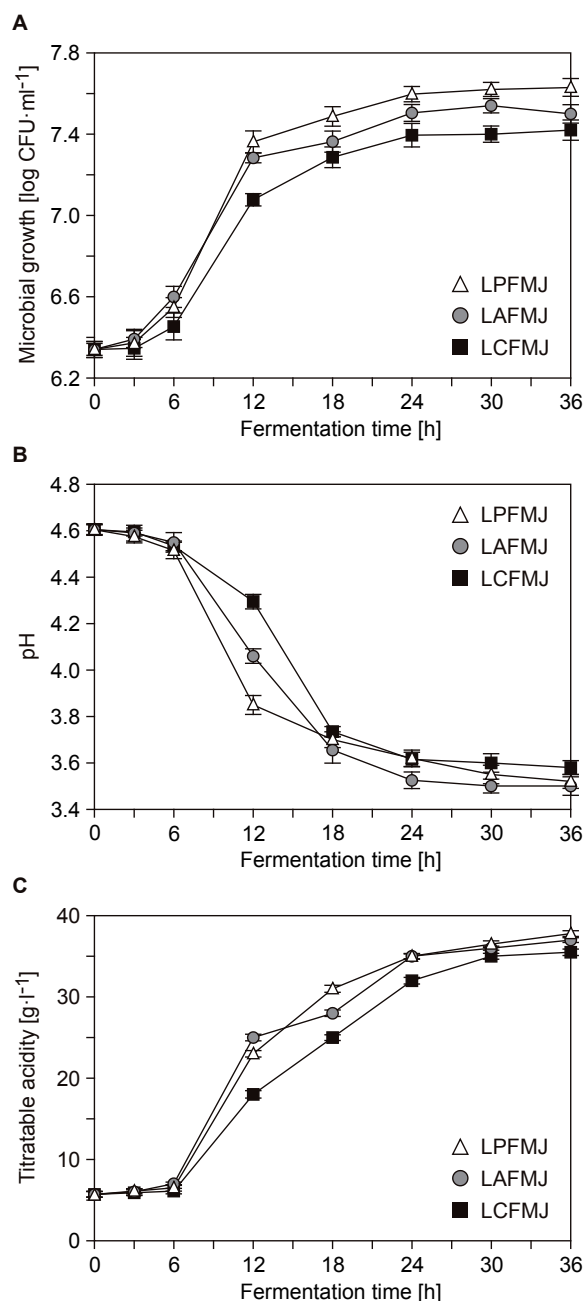 A
Microbial growth [log CFU·ml⁻¹]
7.8
7.4
7.0
6.6
6.2
LPFMJ
LAFMJ
LCFMJ
0 6 12 18 24 30 36
Fermentation time [h]
B
pH
4.8
4.6
4.4
4.2
4.0
3.8
3.6
3.4
LPFMJ
LAFMJ
LCFMJ
0 6 12 18 24 30 36
Fermentation time [h]
C
Titratable acidity [g·l⁻¹]
40
30
20
10
0
LPFMJ
LAFMJ
LCFMJ
0 6 12 18 24 30 36
Fermentation time [h]